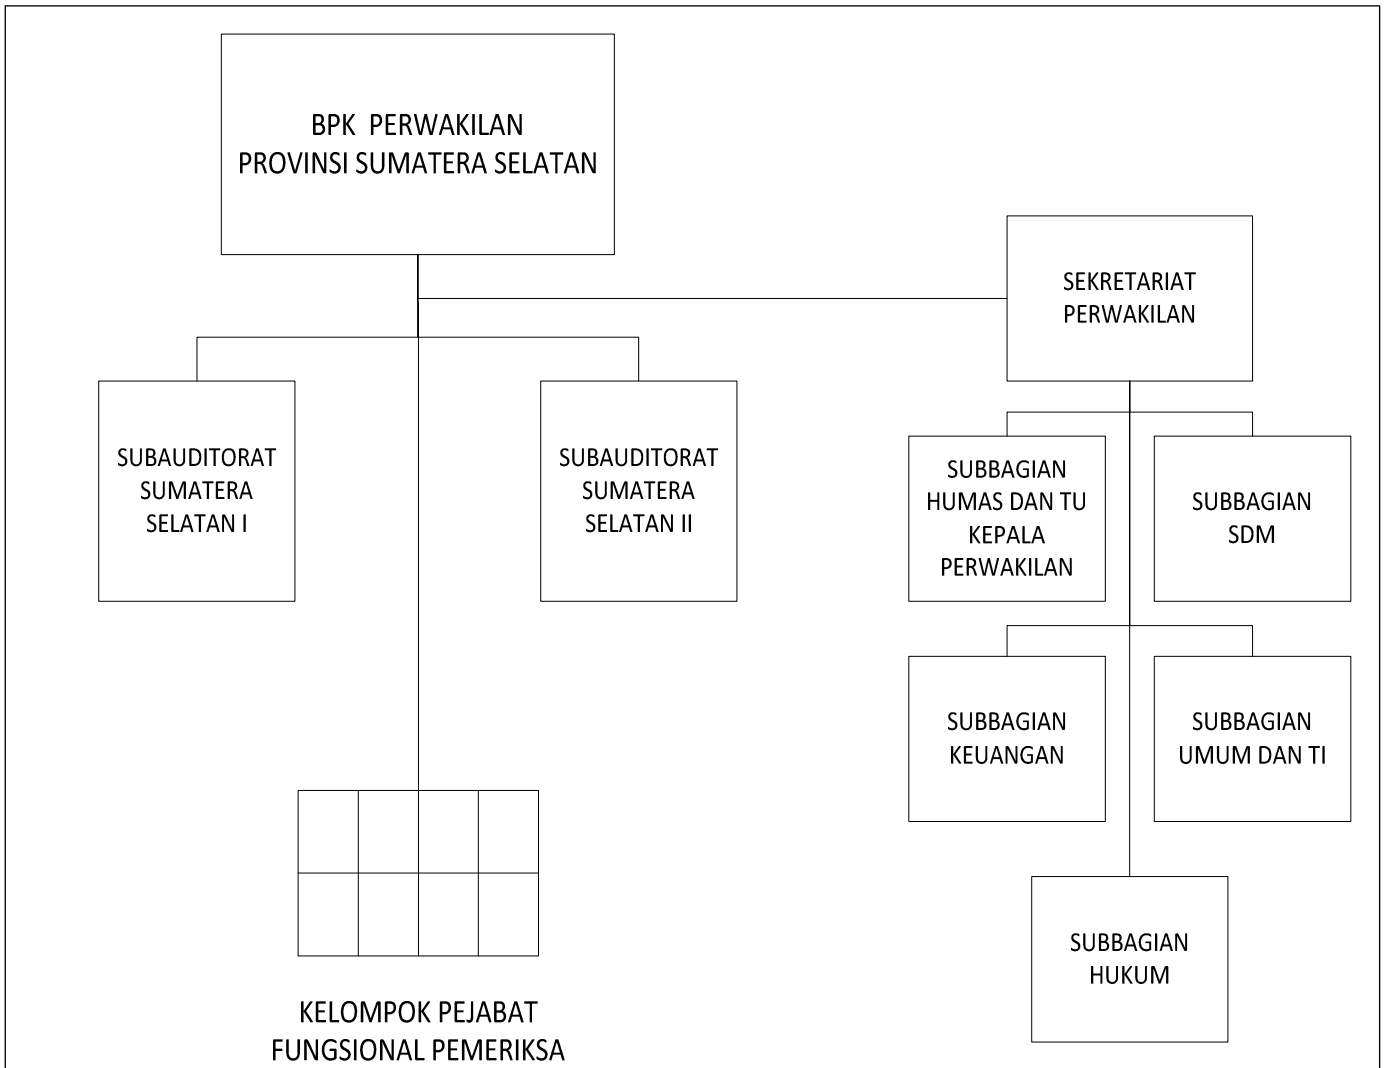 BPK PERWAKILAN
PROVINSI SUMATERA SELATAN
SEKRETARIAT
PERWAKILAN
SUBAUDITORAT
SUMATERA
SELATAN I
SUBAUDITORAT
SUMATERA
SELATAN II
SUBBAGIAN
HUMAS DAN TU
KEPALA
PERWAKILAN
SUBBAGIAN
SDM
SUBBAGIAN
KEUANGAN
SUBBAGIAN
UMUM DAN TI
SUBBAGIAN
HUKUM
KELOMPOK PEJABAT
FUNGSIONAL PEMERIKSA